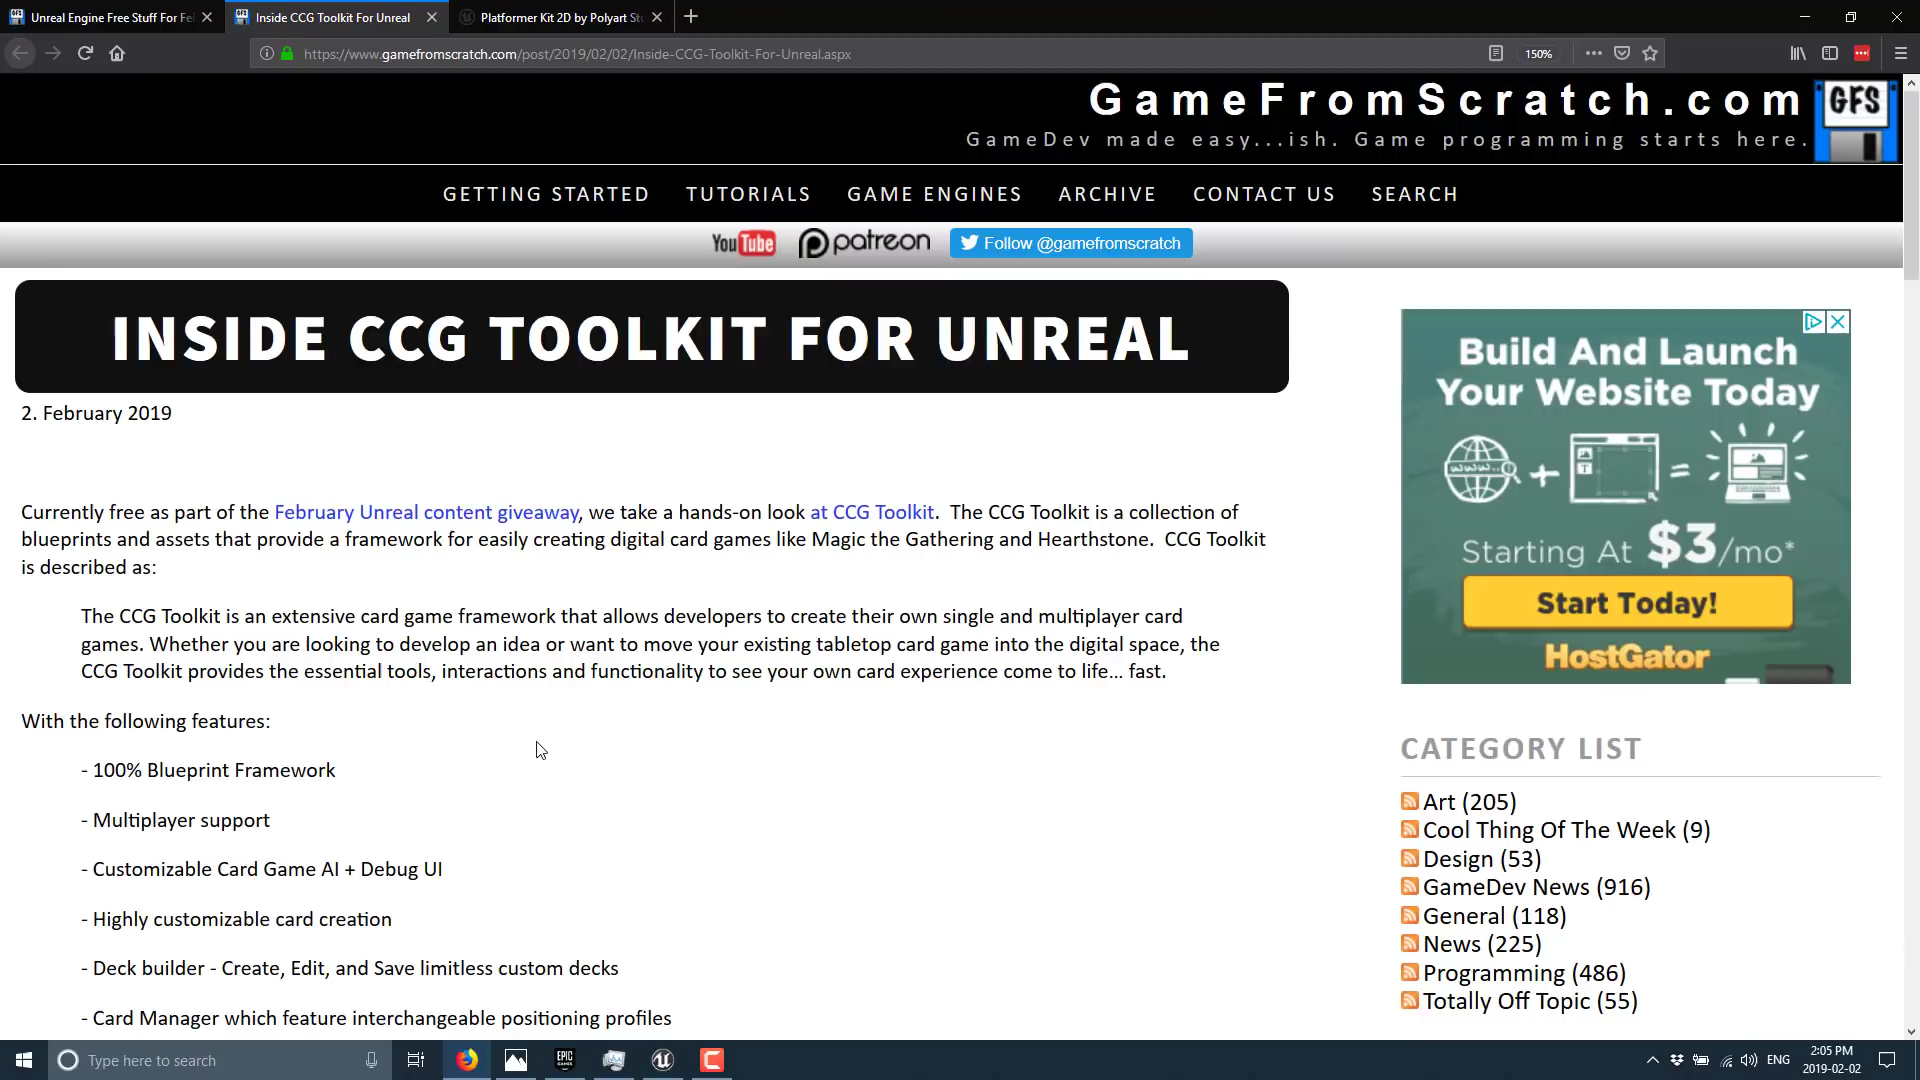 Unreal Engine Free Stuff For Fe
Inside CCG Toolkit For Unreal
Platformer Kit 2D by Polyart St
https://www.gamefromscratch.com/post/2019/02/02/Inside-CCG-Toolkit-For-Unreal.aspx
150%
GameFromScratch.com
GFS
GameDev made easy...ish. Game programming starts here.
GETTING STARTED
TUTORIALS
GAME ENGINES
ARCHIVE
CONTACT US
SEARCH
YouTube
patreon
Follow @gamefromscratch
INSIDE CCG TOOLKIT FOR UNREAL
2. February 2019
Currently free as part of the February Unreal content giveaway, we take a hands-on look at CCG Toolkit.  The CCG Toolkit is a collection of
blueprints and assets that provide a framework for easily creating digital card games like Magic the Gathering and Hearthstone.  CCG Toolkit
is described as:
The CCG Toolkit is an extensive card game framework that allows developers to create their own single and multiplayer card
games. Whether you are looking to develop an idea or want to move your existing tabletop card game into the digital space, the
CCG Toolkit provides the essential tools, interactions and functionality to see your own card experience come to life… fast.
With the following features:
- 100% Blueprint Framework
- Multiplayer support
- Customizable Card Game AI + Debug UI
- Highly customizable card creation
- Deck builder - Create, Edit, and Save limitless custom decks
- Card Manager which feature interchangeable positioning profiles
Build And Launch
Your Website Today
www.
Starting At $3/mo*
Start Today!
HostGator
CATEGORY LIST
Art (205)
Cool Thing Of The Week (9)
Design (53)
GameDev News (916)
General (118)
News (225)
Programming (486)
Totally Off Topic (55)
Type here to search
EPIC GAMES
ENG
2:05 PM
2019-02-02